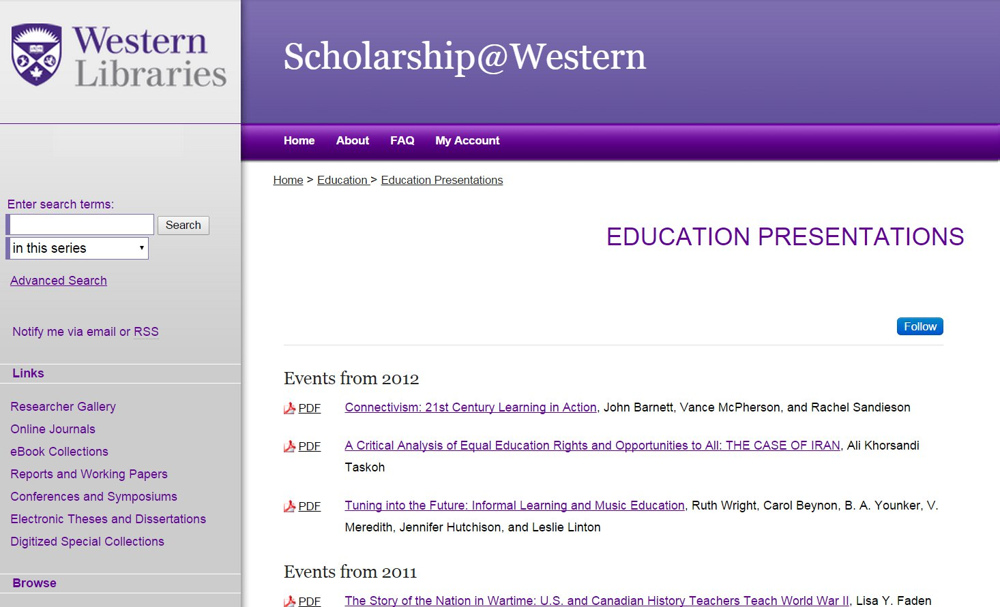 Western
Libraries
Scholarship@Western
Home About FAQ My Account
Home > Education > Education Presentations
Enter search terms:
Search
in this series
Advanced Search
Notify me via email or RSS
Links
Researcher Gallery
Online Journals
eBook Collections
Reports and Working Papers
Conferences and Symposiums
Electronic Theses and Dissertations
Digitized Special Collections
Browse
EDUCATION PRESENTATIONS
Follow
Events from 2012
PDF Connectivism: 21st Century Learning in Action, John Barnett, Vance McPherson, and Rachel Sandieson
PDF A Critical Analysis of Equal Education Rights and Opportunities to All: THE CASE OF IRAN, Ali Khorsandi
Taskoh
PDF Tuning into the Future: Informal Learning and Music Education, Ruth Wright, Carol Beynon, B. A. Younker, V.
Meredith, Jennifer Hutchison, and Leslie Linton
Events from 2011
PDF The Story of the Nation in Wartime: U.S. and Canadian History Teachers Teach World War II, Lisa Y. Faden